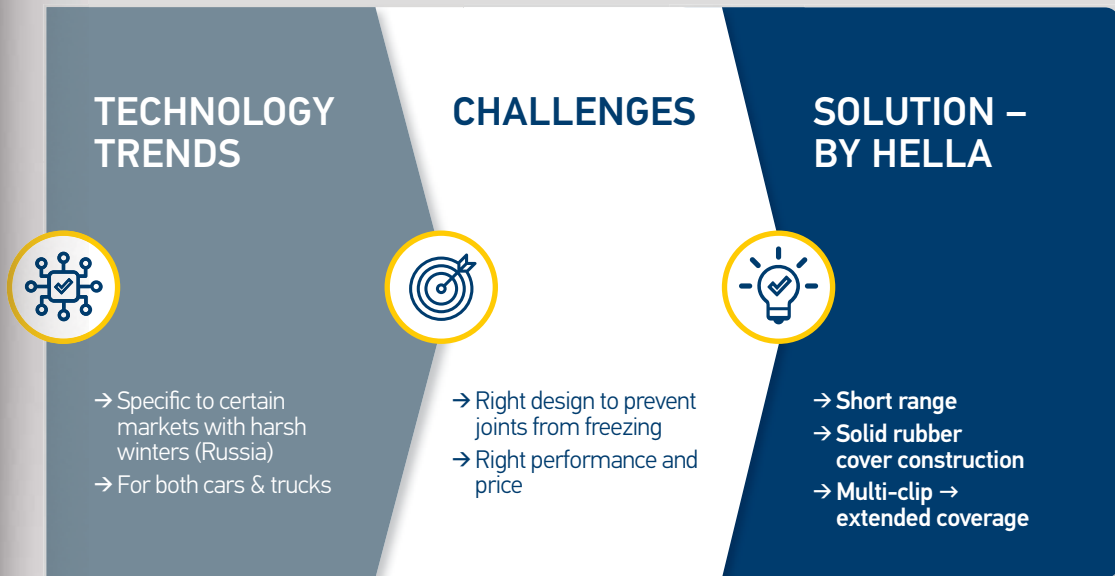 TECHNOLOGY
TRENDS
→ Specific to certain
markets with harsh
winters (Russia)
→ For both cars & trucks
CHALLENGES
→ Right design to prevent
joints from freezing
→ Right performance and
price
SOLUTION –
BY HELLA
→ Short range
→ Solid rubber
cover construction
→ Multi-clip →
extended coverage